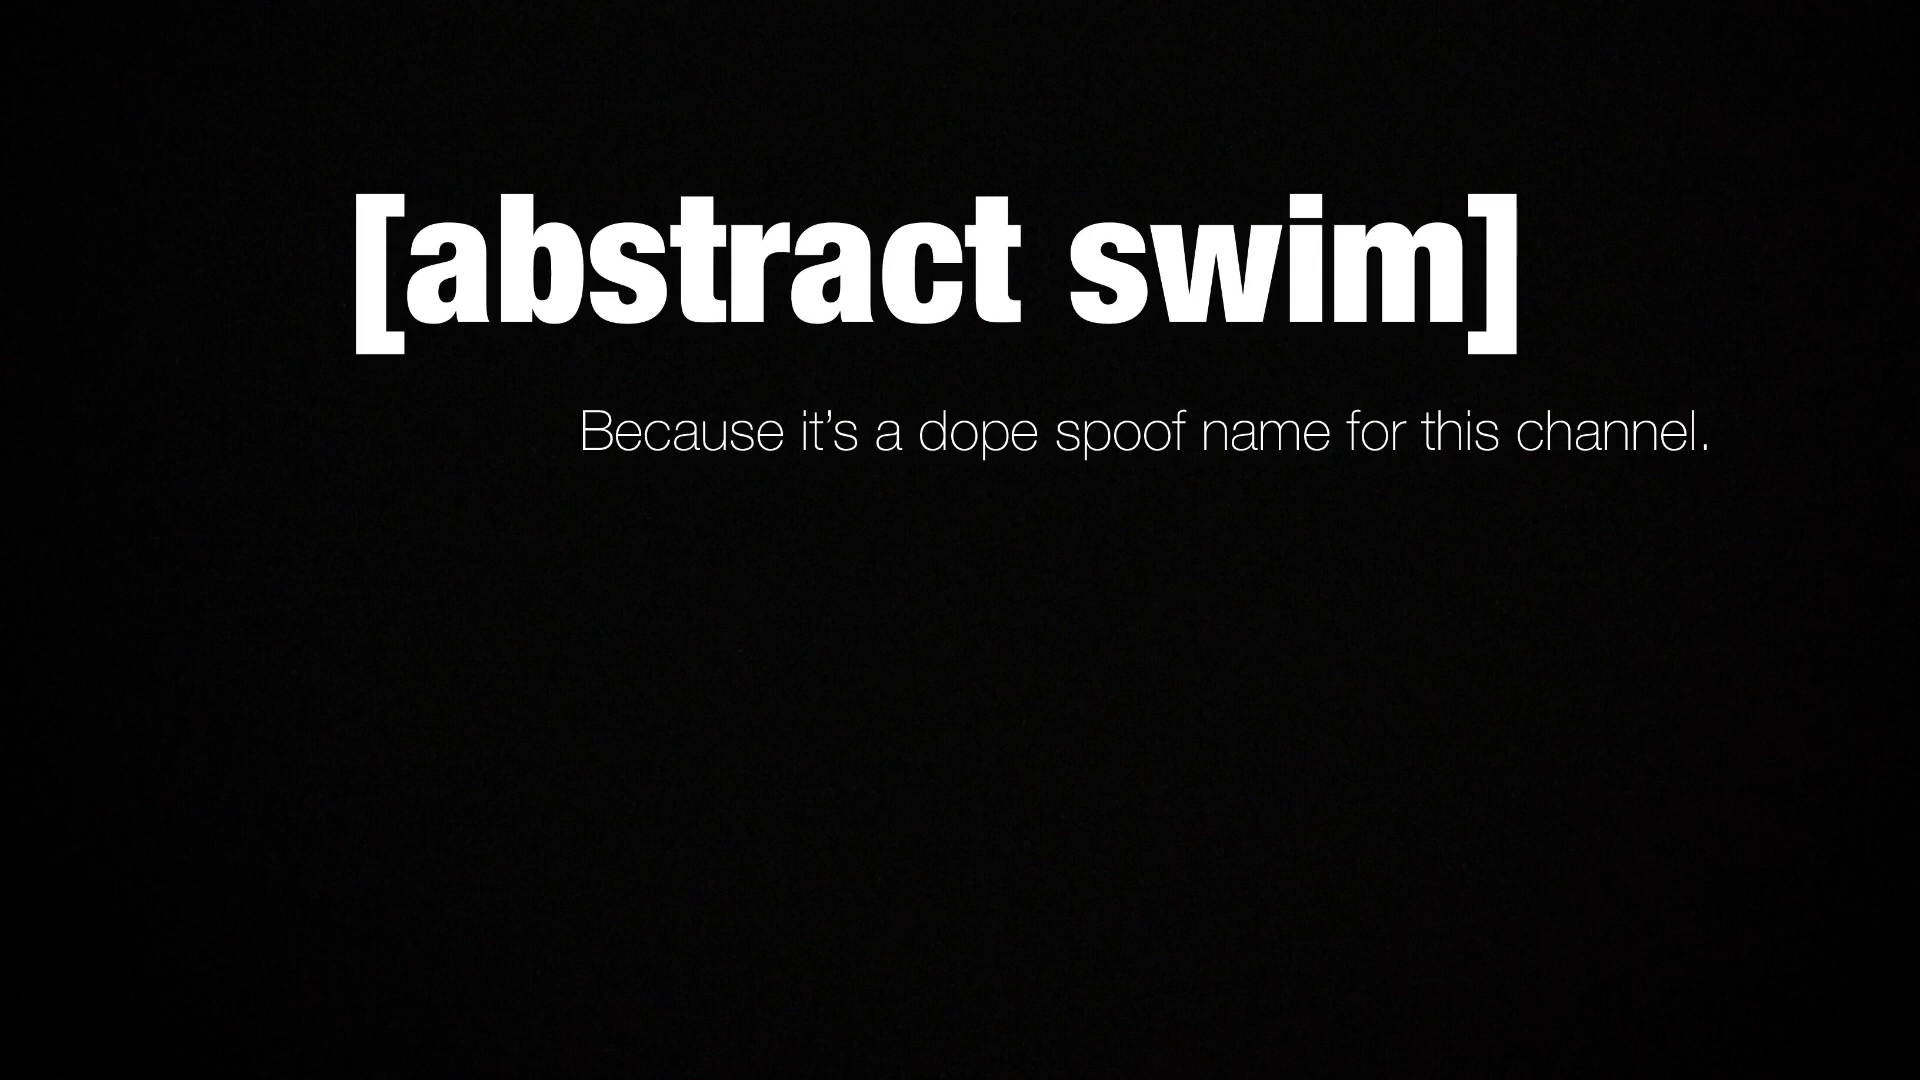 [abstract swim]
Because it’s a dope spoof name for this channel.